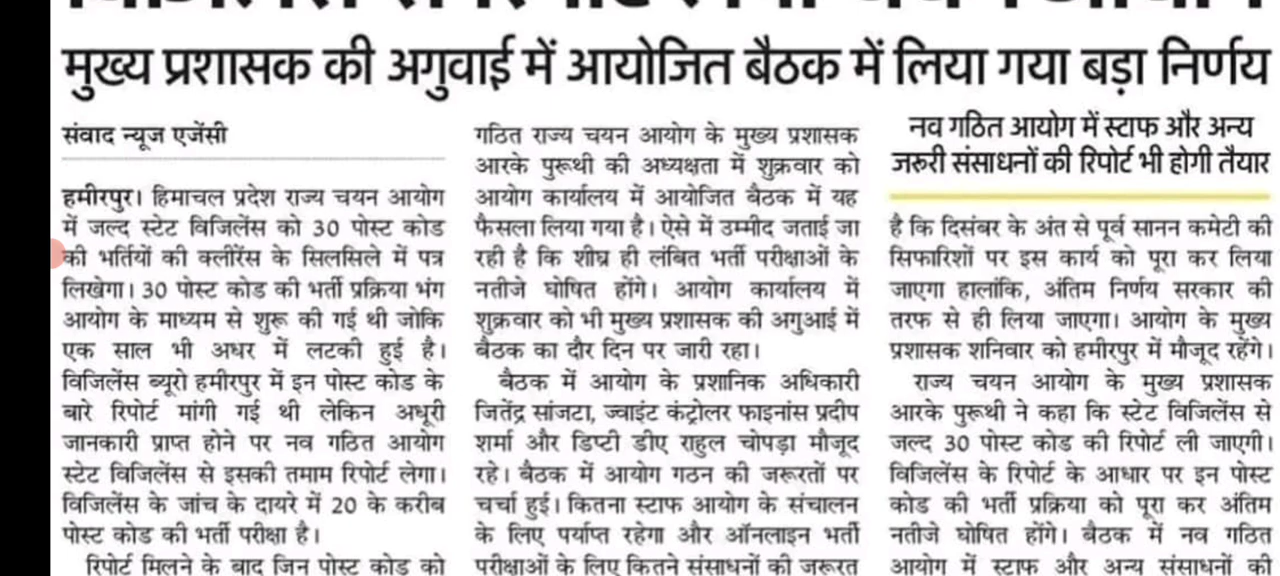 मुख्य प्रशासक की अगुवाई में आयोजित बैठक में लिया गया बड़ा निर्णय
संवाद न्यूज एजेंसी
हमीरपुर। हिमाचल प्रदेश राज्य चयन आयोग
में जल्द स्टेट विजिलेंस को 30 पोस्ट कोड
की भर्तियों की क्लीरेंस के सिलसिले में पत्र
लिखेगा। 30 पोस्ट कोड की भर्ती प्रक्रिया भंग
आयोग के माध्यम से शुरू की गई थी जोकि
एक साल भी अधर में लटकी हुई है।
विजिलेंस ब्यूरो हमीरपुर में इन पोस्ट कोड के
बारे रिपोर्ट मांगी गई थी लेकिन अधूरी
जानकारी प्राप्त होने पर नव गठित आयोग
स्टेट विजिलेंस से इसकी तमाम रिपोर्ट लेगा।
विजिलेंस के जांच के दायरे में 20 के करीब
पोस्ट कोड की भर्ती परीक्षा है।
रिपोर्ट मिलने के बाद जिन पोस्ट कोड को
गठित राज्य चयन आयोग के मुख्य प्रशासक
आरके पुरूथी की अध्यक्षता में शुक्रवार को
आयोग कार्यालय में आयोजित बैठक में यह
फैसला लिया गया है। ऐसे में उम्मीद जताई जा
रही है कि शीघ्र ही लंबित भर्ती परीक्षाओं के
नतीजे घोषित होंगे। आयोग कार्यालय में
शुक्रवार को भी मुख्य प्रशासक की अगुआई में
बैठक का दौर दिन पर जारी रहा।
बैठक में आयोग के प्रशानिक अधिकारी
जितेंद्र सांजटा, ज्वाइंट कंट्रोलर फाइनांस प्रदीप
शर्मा और डिप्टी डीए राहुल चोपड़ा मौजूद
रहे। बैठक में आयोग गठन की जरूरतों पर
चर्चा हुई। कितना स्टाफ आयोग के संचालन
के लिए पर्याप्त रहेगा और ऑनलाइन भर्ती
परीक्षाओं के लिए कितने संसाधनों की जरूरत
नव गठित आयोग में स्टाफ और अन्य
जरूरी संसाधनों की रिपोर्ट भी होगी तैयार
है कि दिसंबर के अंत से पूर्व सानन कमेटी की
सिफारिशों पर इस कार्य को पूरा कर लिया
जाएगा हालांकि, अंतिम निर्णय सरकार की
तरफ से ही लिया जाएगा। आयोग के मुख्य
प्रशासक शनिवार को हमीरपुर में मौजूद रहेंगे।
राज्य चयन आयोग के मुख्य प्रशासक
आरके पुरूथी ने कहा कि स्टेट विजिलेंस से
जल्द 30 पोस्ट कोड की रिपोर्ट ली जाएगी।
विजिलेंस के रिपोर्ट के आधार पर इन पोस्ट
कोड की भर्ती प्रक्रिया को पूरा कर अंतिम
नतीजे घोषित होंगे। बैठक में नव गठित
आयोग में स्टाफ और अन्य संसाधनों की